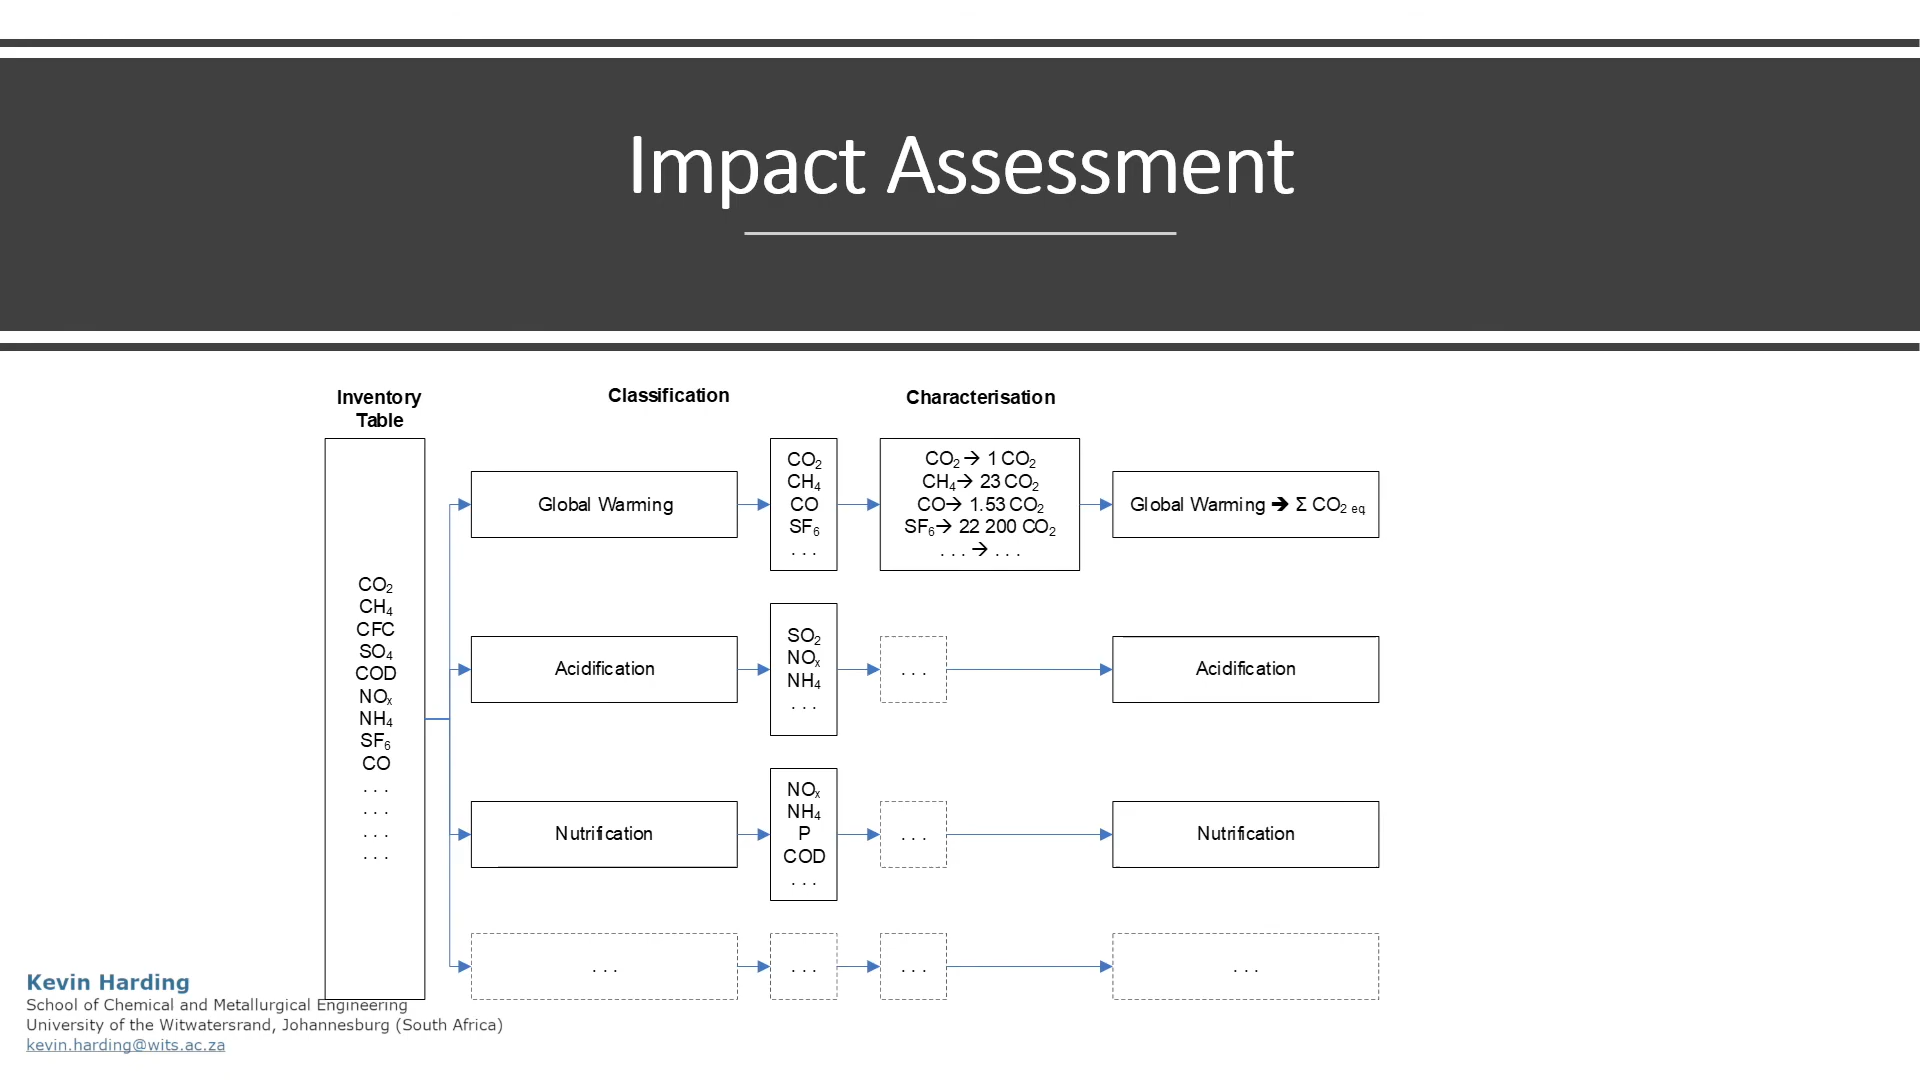 Impact Assessment
Inventory
Table
Classification
Characterisation
CO₂
CH₄
CFC
SO₄
COD
NOₓ
NH₄
SF₆
CO
. . .
. . .
. . .
. . .
Global Warming
CO₂
CH₄
CO
SF₆
. . .
CO₂→ 1 CO₂
CH₄→ 23 CO₂
CO→ 1.53 CO₂
SF₆→ 22 200 CO₂
. . . → . . .
Global Warming ➔ Σ CO₂ eq
Acidification
SO₂
NOₓ
NH₄
. . .
. . .
Acidification
Nutrification
NOₓ
NH₄
P
COD
. . .
. . .
Nutrification
. . .
. . .
. . .
. . .
Kevin Harding
School of Chemical and Metallurgical Engineering
University of the Witwatersrand, Johannesburg (South Africa)
kevin.harding@wits.ac.za